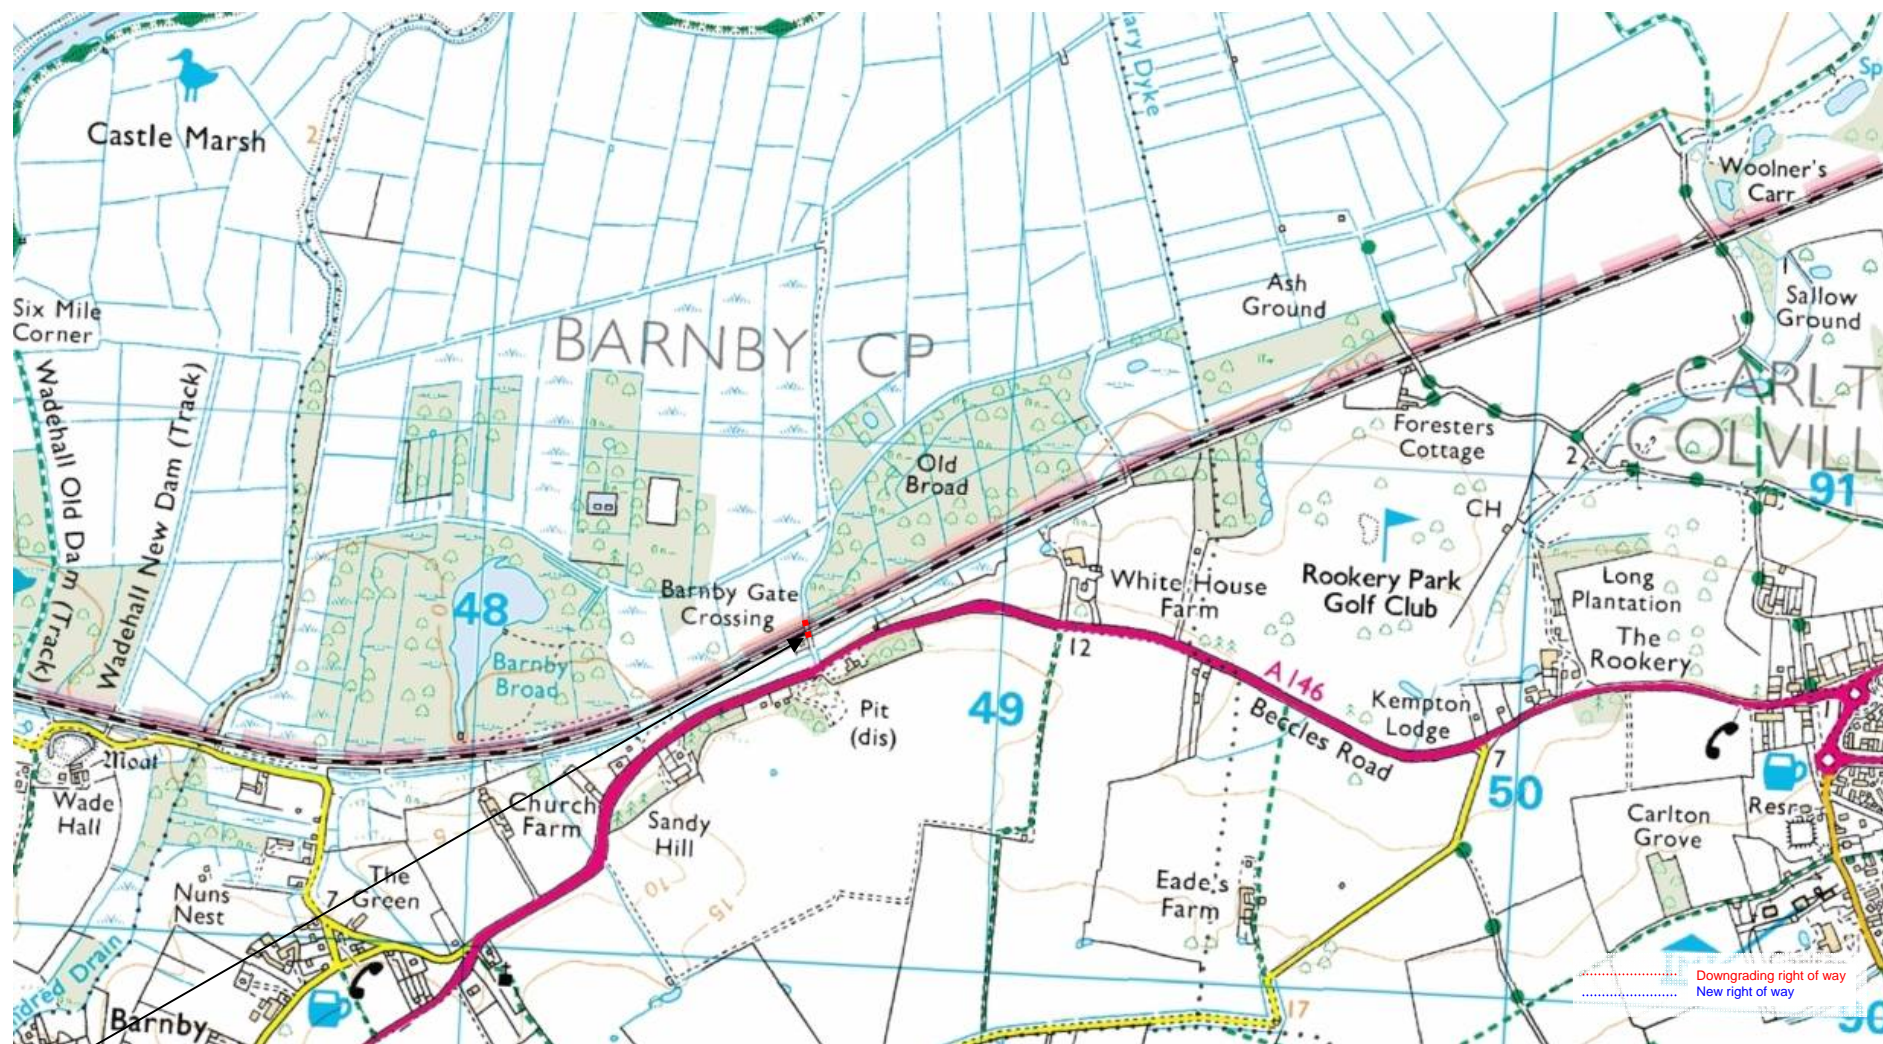 Castle Marsh
2
Six Mile
Corner
Wadehall Old Dam (Track)
Wadehall New Dam (Track)
BARNBY CP
Ash
Ground
Woolner's
Carr
Sallow
Ground
CARLT
COLVILL
Foresters
Cottage
2
91
Old
Broad
CH
Rookery Park
Golf Club
Long
Plantation
The
Rookery
48
Barnby
Broad
Barnby Gate
Crossing
White House
Farm
12
49
Pit
(dis)
A 146
Beccles Road
Kempton
Lodge
7
50
Moat
Wade
Hall
Church
Farm
Sandy
Hill
5
10
15
Nuns
Nest
7
The
Green
Eade's
Farm
17
Carlton
Grove
Resr
Barnby
Downgrading right of way
New right of way